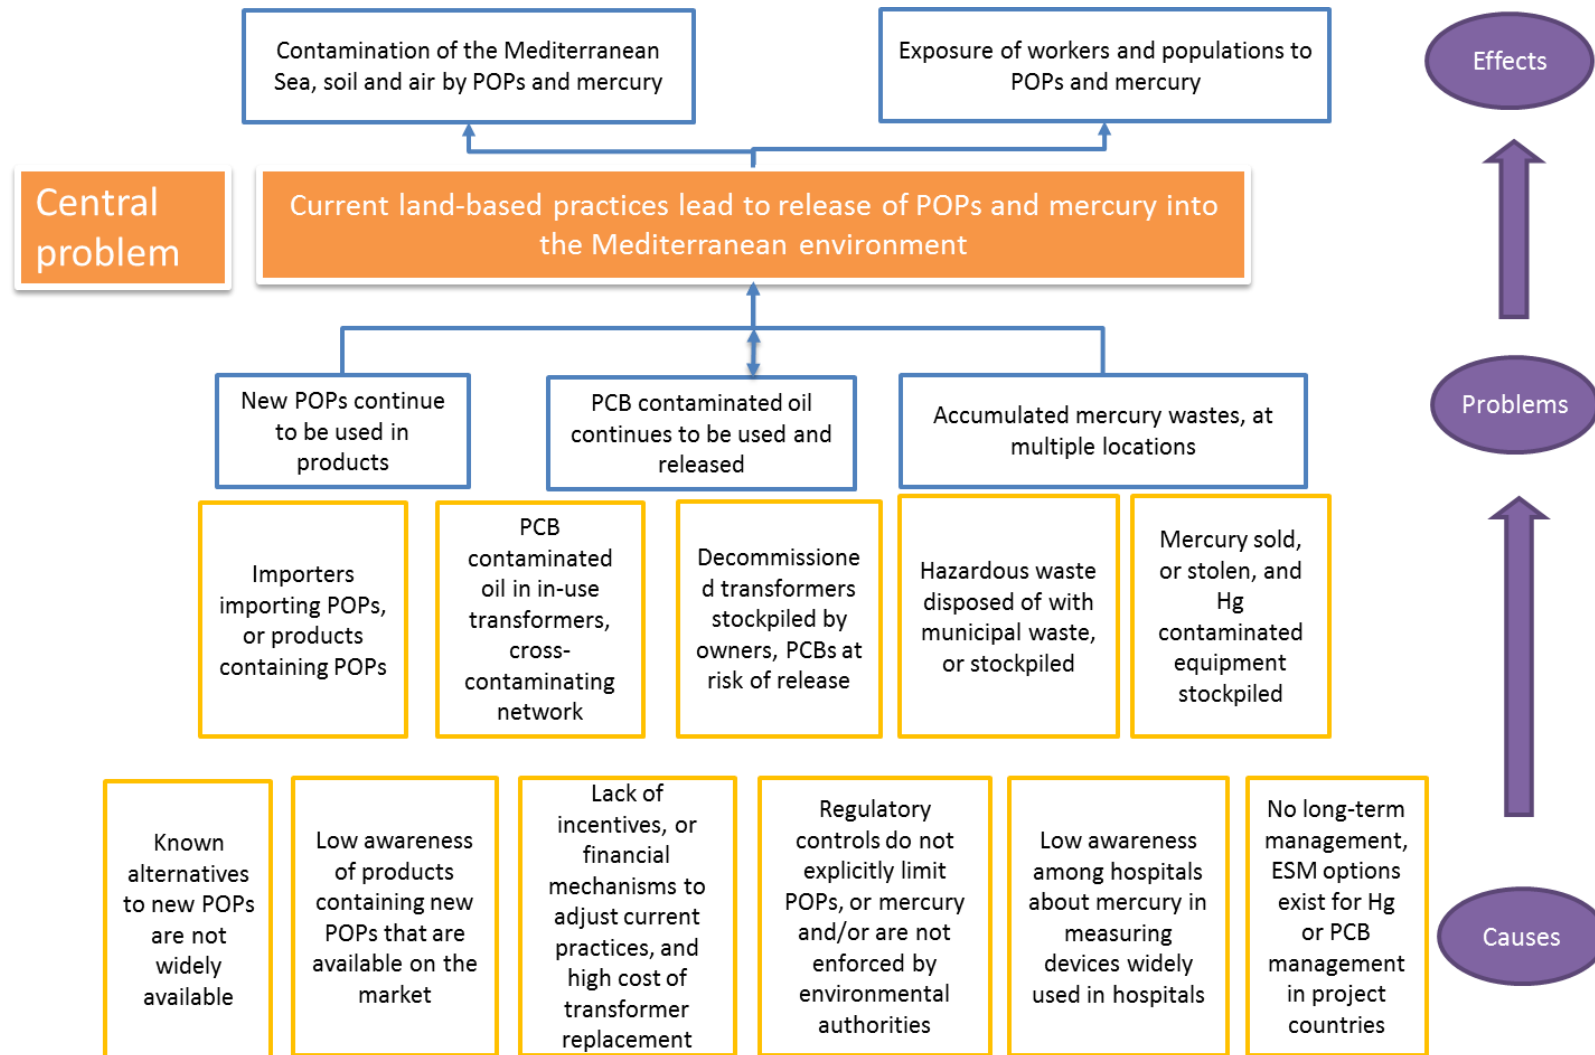 Contamination of the Mediterranean
Sea, soil and air by POPs and mercury
Exposure of workers and populations to
POPs and mercury
Effects
Central
problem
Current land-based practices lead to release of POPs and mercury into
the Mediterranean environment
New POPs continue
to be used in
products
PCB contaminated oil
continues to be used and
released
Accumulated mercury wastes, at
multiple locations
Problems
Importers
importing POPs,
or products
containing POPs
PCB
contaminated
oil in in-use
transformers,
cross-
contaminating
network
Decommissione
d transformers
stockpiled by
owners, PCBs at
risk of release
Hazardous waste
disposed of with
municipal waste,
or stockpiled
Mercury sold,
or stolen, and
Hg
contaminated
equipment
stockpiled
Known
alternatives
to new POPs
are not
widely
available
Low awareness
of products
containing new
POPs that are
available on the
market
Lack of
incentives, or
financial
mechanisms to
adjust current
practices, and
high cost of
transformer
replacement
Regulatory
controls do not
explicitly limit
POPs, or mercury
and/or are not
enforced by
environmental
authorities
Low awareness
among hospitals
about mercury in
measuring
devices widely
used in hospitals
No long-term
management,
ESM options
exist for Hg
or PCB
management
in project
countries
Causes